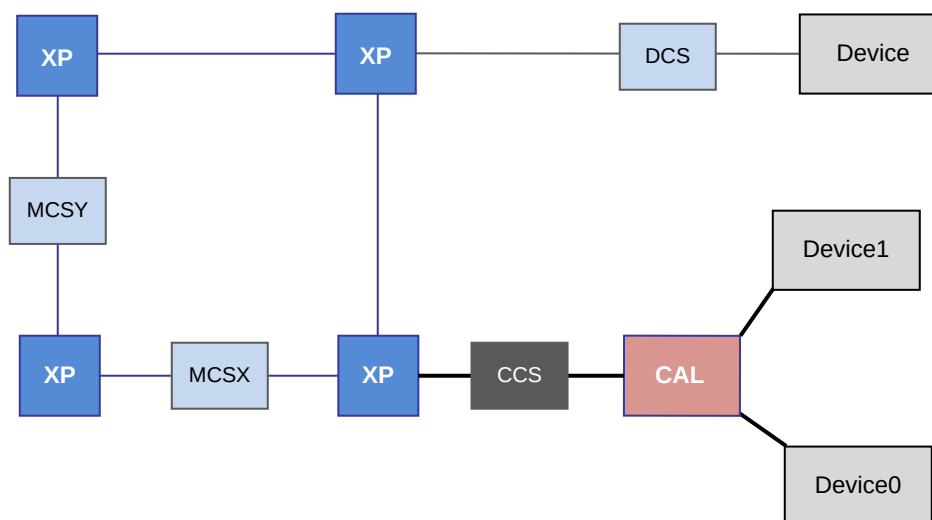 XP
XP
DCS
Device
MCSY
Device1
XP
MCSX
XP
CCS
CAL
Device0